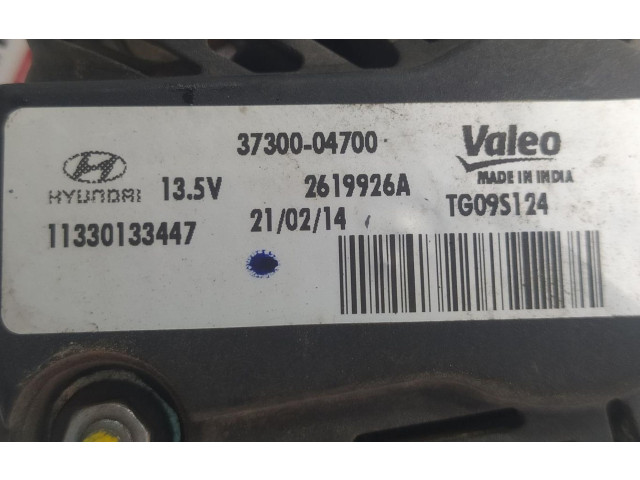 37300-04700
Valeo
MADE IN INDIA
HYUNDAI 13.5V 2619926A TG09S124
11330133447 21/02/14